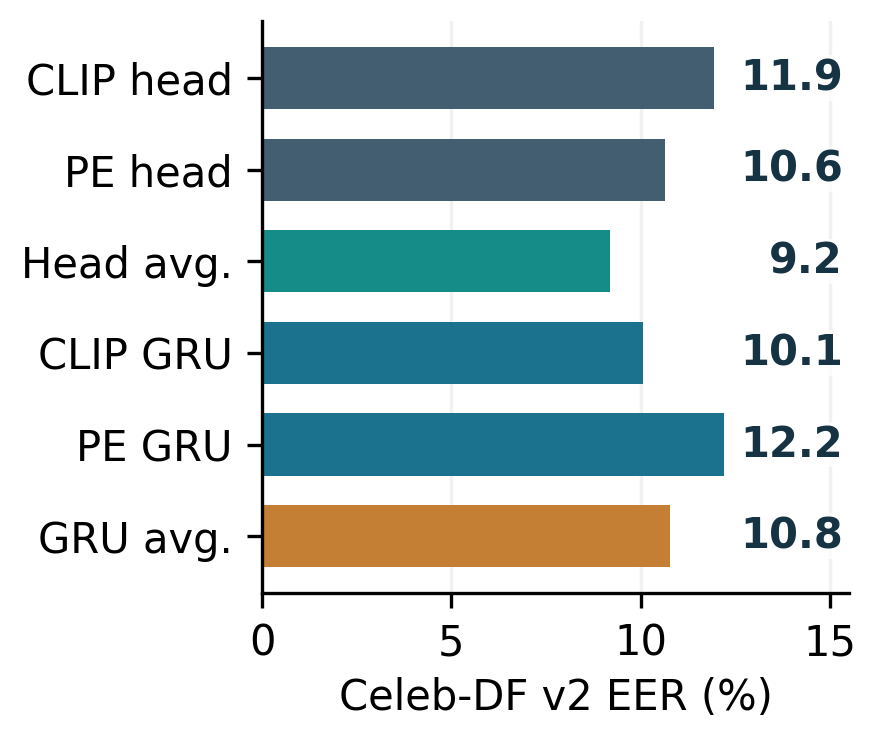 CLIP head 11.9
PE head 10.6
Head avg. 9.2
CLIP GRU 10.1
PE GRU 12.2
GRU avg. 10.8
0 5 10 15
Celeb-DF v2 EER (%)